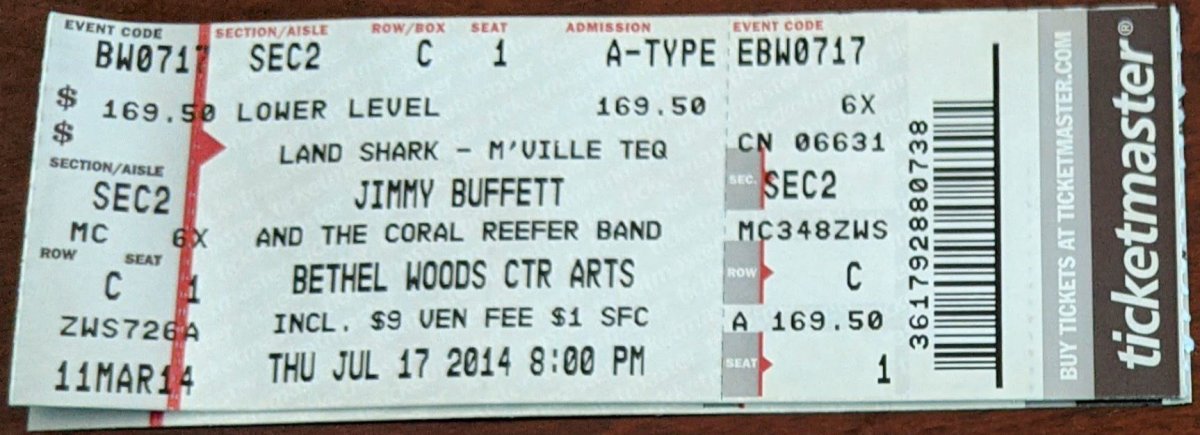 EVENT CODE SECTION/AISLE ROW/BOX SEAT ADMISSION EVENT CODE
BW0717 SEC2 C 1 A-TYPE EBW0717
$ 169.50 LOWER LEVEL 169.50 6X
$
LAND SHARK - M'VILLE TEQ CN 06631
SECTION/AISLE
SEC2 JIMMY BUFFETT SEC. SEC2
MC 6X AND THE CORAL REEFER BAND MC348ZWS
ROW SEAT
C 1 BETHEL WOODS CTR ARTS ROW C
ZWS726A INCL. $9 VEN FEE $1 SFC A 169.50
11MAR14 THU JUL 17 2014 8:00 PM SEAT 1
361792880738
BUY TICKETS AT TICKETMASTER.COM
ticketmaster®